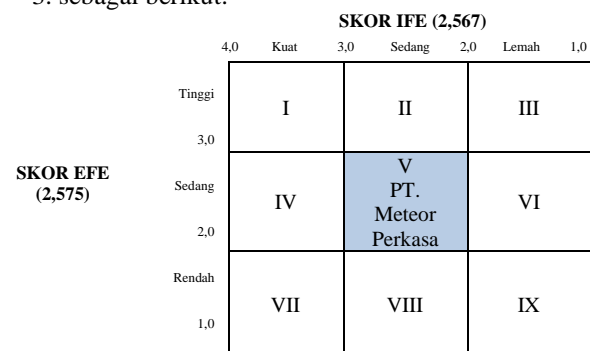 3. sebagai berikut.
SKOR IFE (2,567)
4,0 Kuat 3,0 Sedang 2,0 Lemah 1,0
Tinggi
I II III
3,0
SKOR EFE
(2,575)
Sedang
IV
V
PT.
Meteor
Perkasa
VI
2,0
Rendah
VII VIII IX
1,0